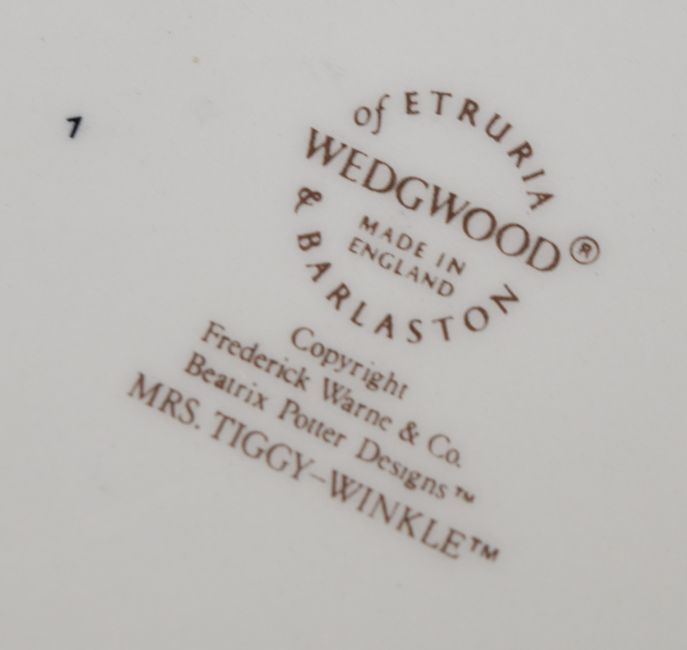 of ETRURIA
WEDGWOOD ®
MADE IN
ENGLAND
& BARLASTON
Copyright
Frederick Warne & Co.
Beatrix Potter Designs™
MRS. TIGGY-WINKLE™
7